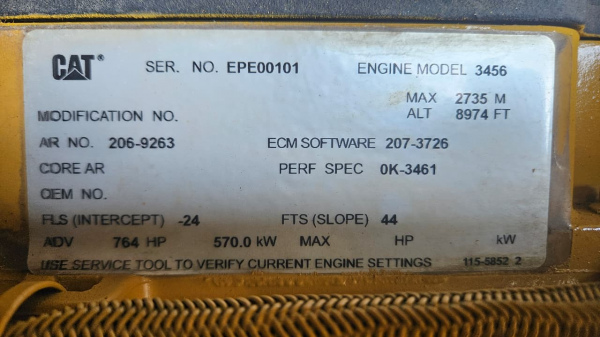 CAT® SER. NO. EPE00101 ENGINE MODEL 3456
MAX 2735 M
MODIFICATION NO. ALT 8974 FT
AR NO. 206-9263 ECM SOFTWARE 207-3726
CORE AR PERF SPEC 0K-3461
OEM NO.
FLS (INTERCEPT) -24 FTS (SLOPE) 44
ADV 764 HP 570.0 kW MAX HP kW
USE SERVICE TOOL TO VERIFY CURRENT ENGINE SETTINGS 115-5852 2